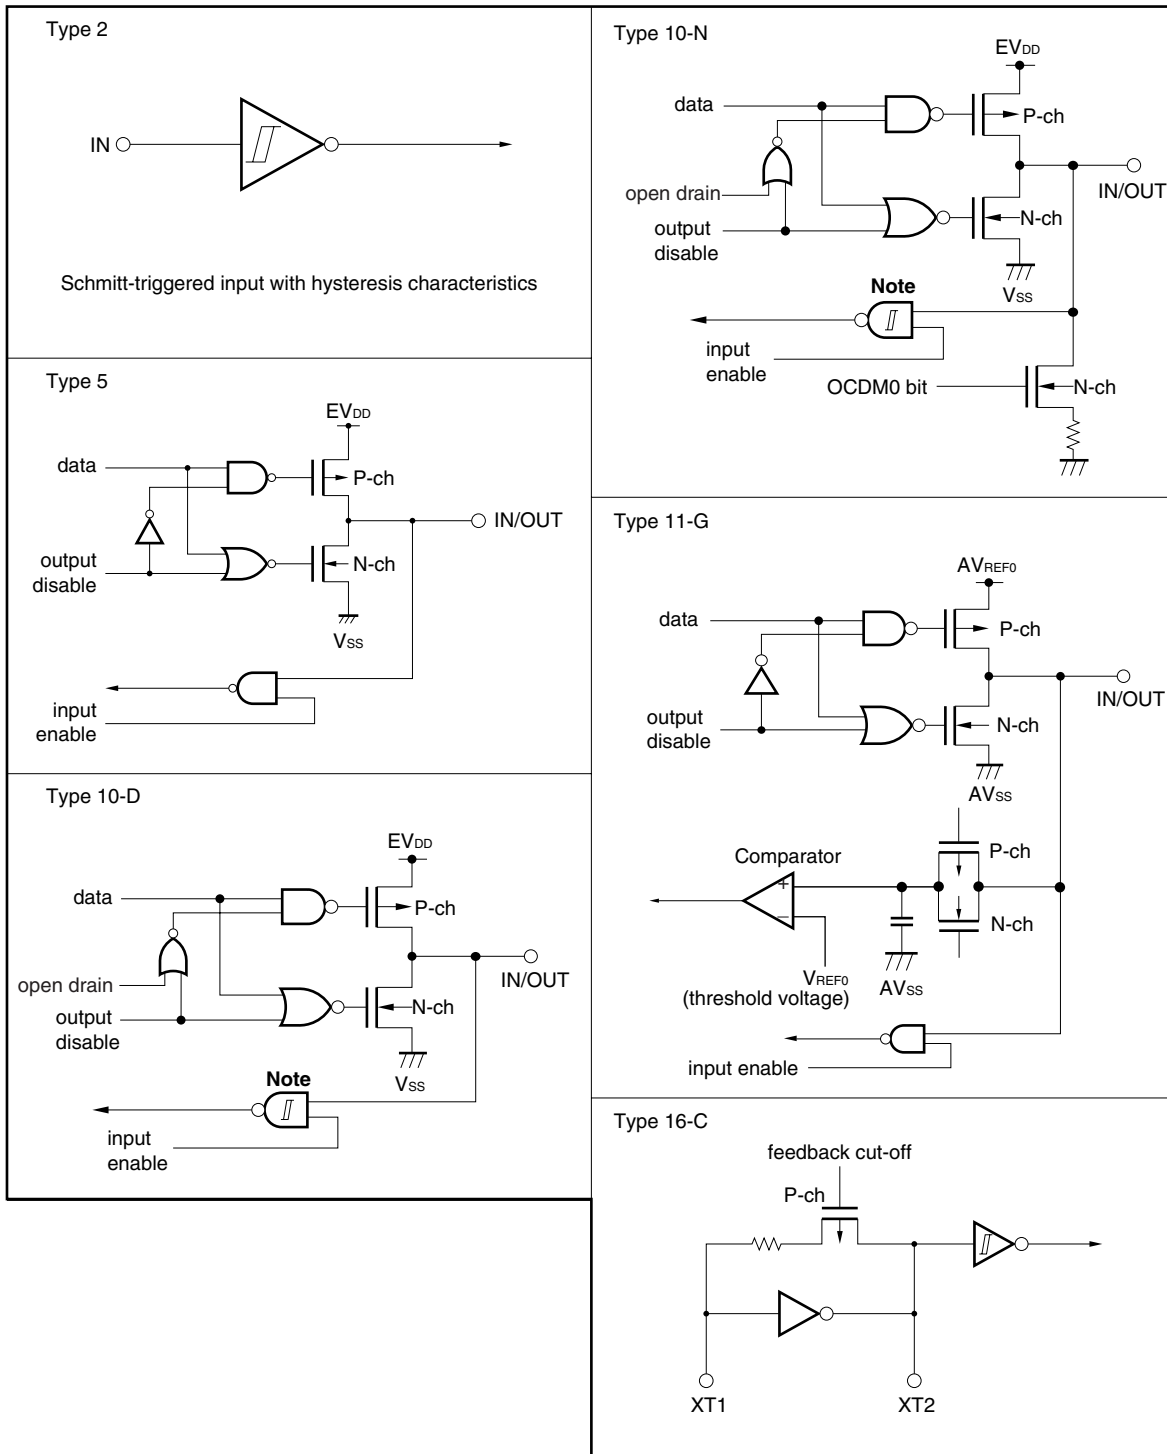 Type 2
IN
Schmitt-triggered input with hysteresis characteristics
Type 5
EVDD
data
P-ch
IN/OUT
output
disable
N-ch
VSS
input
enable
Type 10-D
EVDD
data
P-ch
IN/OUT
open drain
N-ch
output
disable
VSS
Note
input
enable
Type 10-N
EVDD
data
P-ch
IN/OUT
open drain
N-ch
output
disable
VSS
Note
input
enable
OCDM0 bit
N-ch
Type 11-G
AVREF0
data
P-ch
IN/OUT
output
disable
N-ch
AVSS
P-ch
Comparator
+
−
N-ch
VREF0
(threshold voltage)
AVSS
input enable
Type 16-C
feedback cut-off
P-ch
XT1
XT2